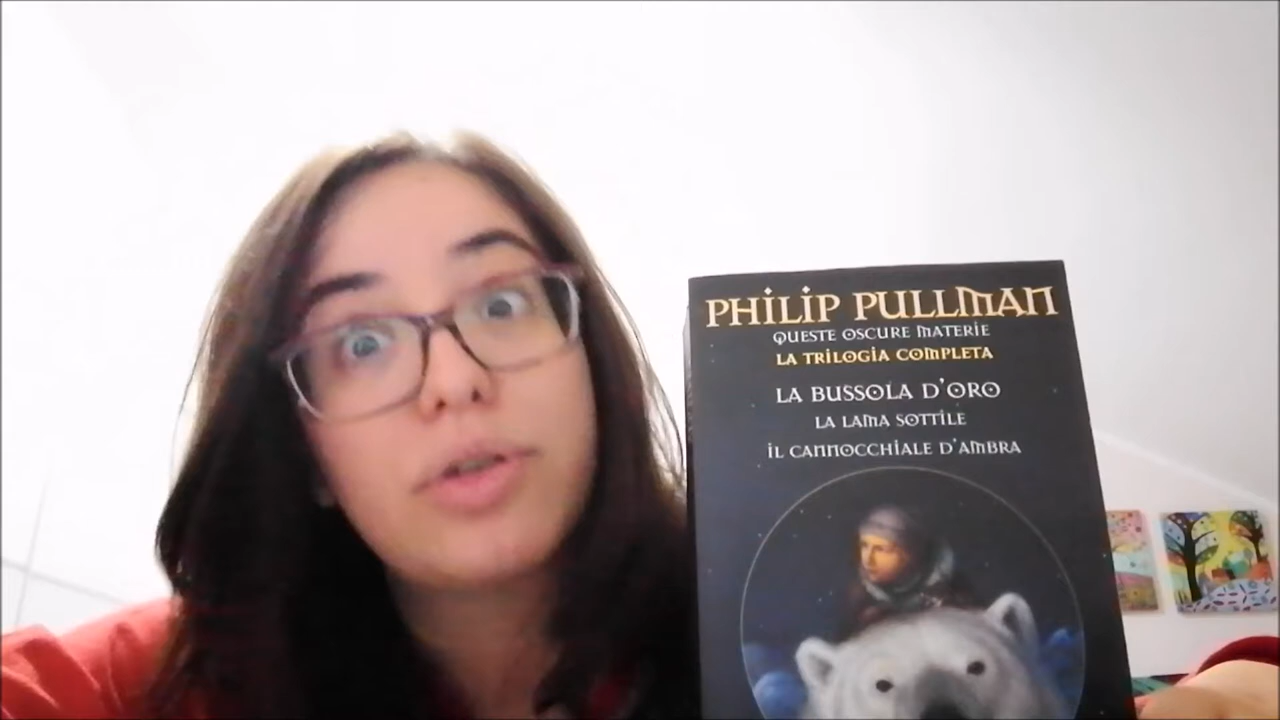 PHILIP PULLMAN
QUESTE OSCURE MATERIE
LA TRILOGIA COMPLETA
LA BUSSOLA D'ORO
LA LAMA SOTTILE
IL CANNOCCHIALE D'AMBRA